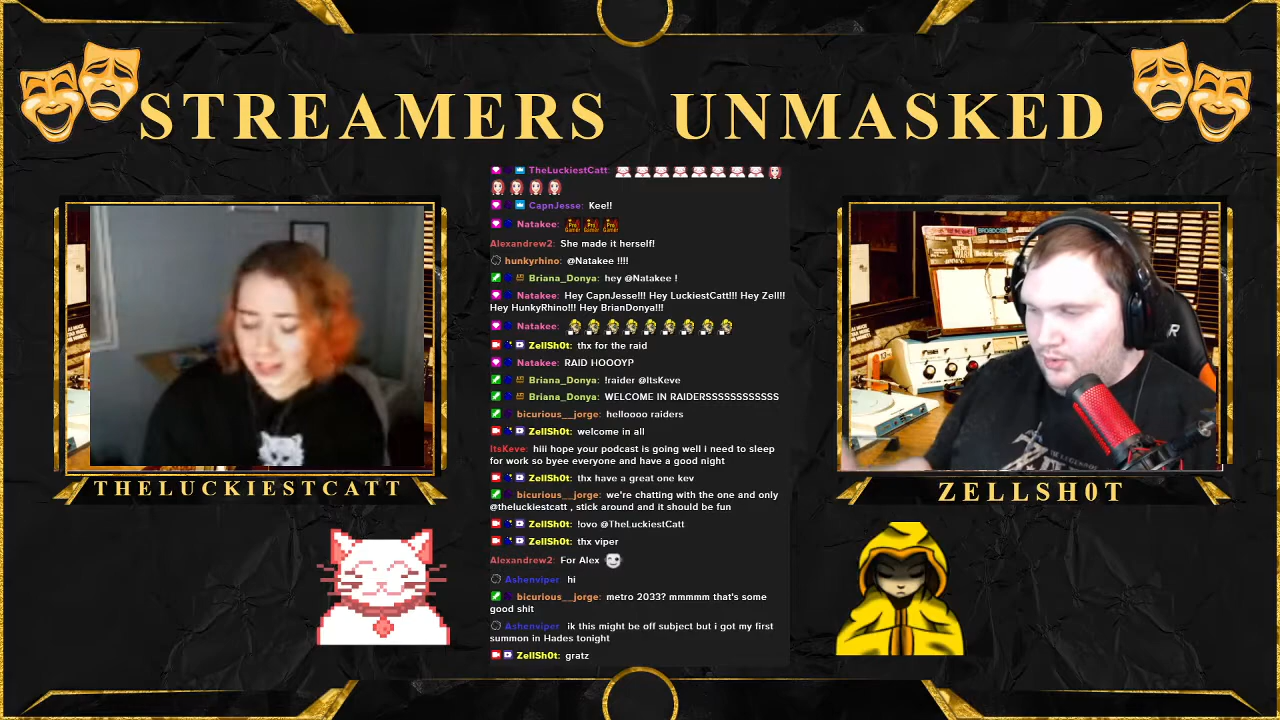 STREAMERS UNMASKED
TheLuckiestCatt:
CapnJesse: Kee!!
Natakee:
Alexandrew2: She made it herself!
hunkyrhino: @Natakee !!!!
Briana_Donya: hey @Natakee !
Natakee: Hey CapnJesse!!! Hey LuckiestCatt!!! Hey Zell!!!
Hey HunkyRhino!!! Hey BrianDonya!!!
Natakee:
ZellSh0t: thx for the raid
Natakee: RAID HOOOYP
Briana_Donya: !raider @ItsKeve
Briana_Donya: WELCOME IN RAIDERSSSSSSSSSSSS
bicurious__jorge: helloooo raiders
ZellSh0t: welcome in all
ItsKeve: hiii hope your podcast is going well i need to sleep
for work so byee everyone and have a good night
ZellSh0t: thx have a great one kev
bicurious__jorge: we're chatting with the one and only
@theluckiestcatt , stick around and it should be fun
ZellSh0t: !ovo @TheLuckiestCatt
ZellSh0t: thx viper
Alexandrew2: For Alex
Ashenviper hi
bicurious__jorge: metro 2033? mmmmm that's some
good shit
Ashenviper ik this might be off subject but i got my first
summon in Hades tonight
ZellSh0t: gratz
THELUCKIESTCATT
ZELLSH0T